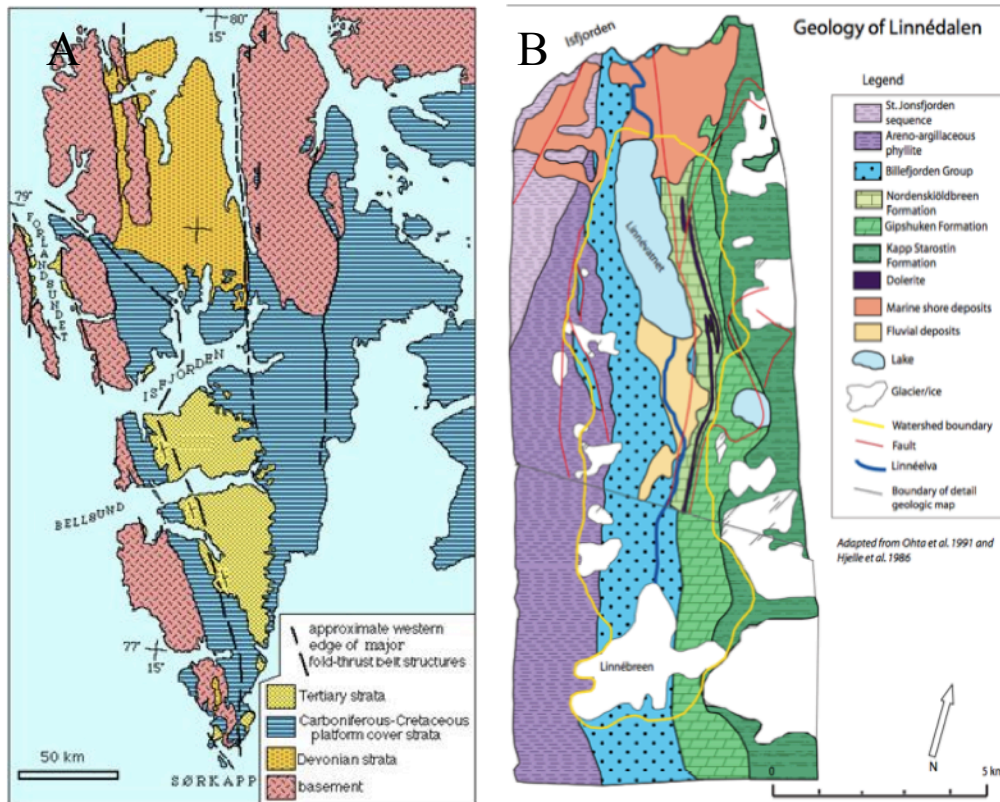 A
80°
15°
79°
FORLANDSUNDET
ISFJORDEN
BELLSUND
77°
15°
SØRKAPP
50 km
approximate western
edge of major
fold-thrust belt structures
Tertiary strata
Carboniferous-Cretaceous
platform cover strata
Devonian strata
basement
B
Isfjorden
Geology of Linnédalen
Legend
St. Jonsfjorden
sequence
Areno-argillaceous
phyllite
Billefjorden Group
Nordenskiöldbreen
Formation
Gipshuken Formation
Kapp Starostin
Formation
Dolerite
Marine shore deposits
Fluvial deposits
Lake
Glacier/ice
Watershed boundary
Fault
Linnéelva
Boundary of detail
geologic map
Adapted from Ohta et al. 1991 and
Hjelle et al. 1986
Linnévatnet
Linnébreen
N
0
5 km